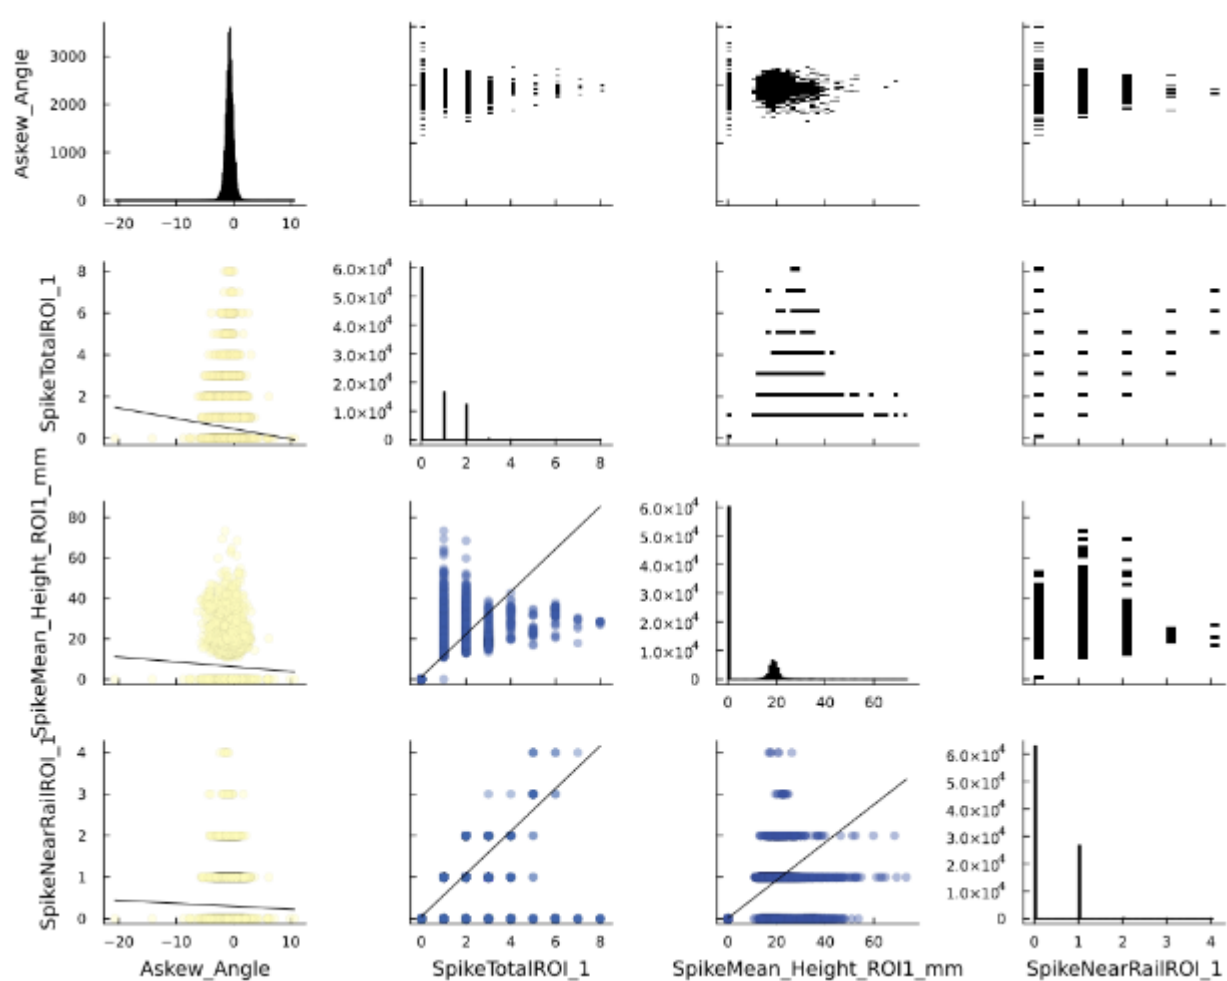 Askew_Angle
3000
2000
1000
0
−20 −10 0 10
SpikeTotalROI_1
8
6
4
2
0
6.0×10⁴
5.0×10⁴
4.0×10⁴
3.0×10⁴
2.0×10⁴
1.0×10⁴
0
0 2 4 6 8
SpikeMean_Height_ROI1_mm
80
60
40
20
0
6.0×10⁴
5.0×10⁴
4.0×10⁴
3.0×10⁴
2.0×10⁴
1.0×10⁴
0
0 20 40 60
SpikeNearRailROI_1
4
3
2
1
0
6.0×10⁴
5.0×10⁴
4.0×10⁴
3.0×10⁴
2.0×10⁴
1.0×10⁴
0
−20 −10 0 10
0 2 4 6 8
0 20 40 60
0 1 2 3 4
Askew_Angle
SpikeTotalROI_1
SpikeMean_Height_ROI1_mm
SpikeNearRailROI_1